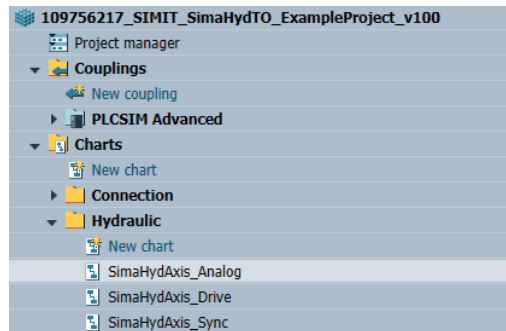 109756217_SIMIT_SimaHydTO_ExampleProject_v100
Project manager
Couplings
New coupling
PLCSIM Advanced
Charts
New chart
Connection
Hydraulic
New chart
SimaHydAxis_Analog
SimaHydAxis_Drive
SimaHydAxis_Sync